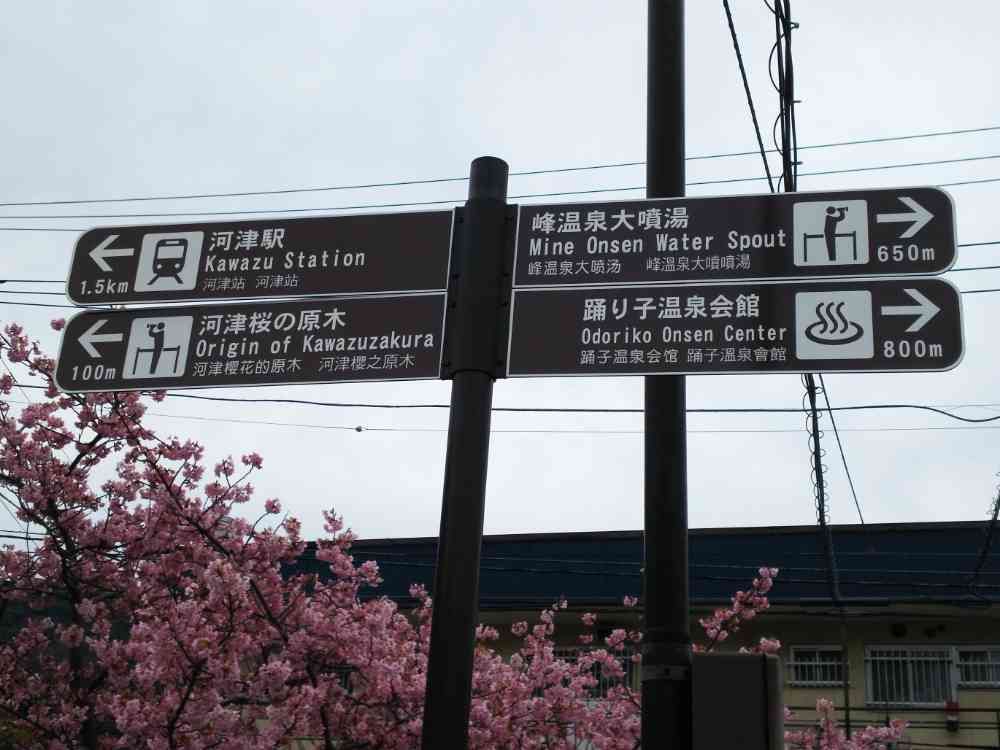 河津駅
Kawazu Station
河津站 河津站
1.5km
河津桜の原木
Origin of Kawazuzakura
河津樱花的原木 河津櫻之原木
100m
峰温泉大噴湯
Mine Onsen Water Spout
峰温泉大喷汤 峰溫泉大噴噴湯
650m
踊り子温泉会館
Odoriko Onsen Center
踊子温泉会馆 踊子溫泉會館
800m